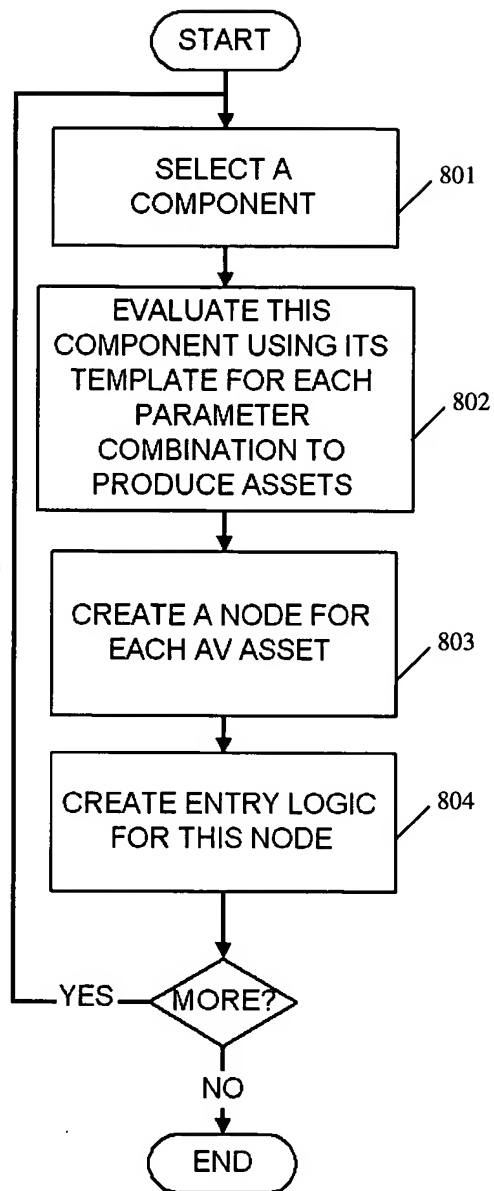 START
SELECT A
COMPONENT
801
EVALUATE THIS
COMPONENT USING ITS
TEMPLATE FOR EACH
PARAMETER
COMBINATION TO
PRODUCE ASSETS
802
CREATE A NODE FOR
EACH AV ASSET
803
CREATE ENTRY LOGIC
FOR THIS NODE
804
MORE?
YES
NO
END